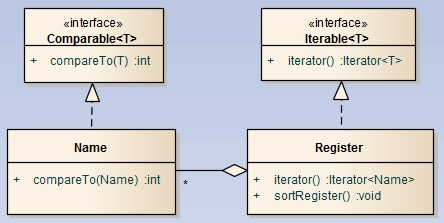 «interface»
Comparable<T>
+ compareTo(T) :int
«interface»
Iterable<T>
+ iterator() :Iterator<T>
Name
+ compareTo(Name) :int
*
Register
+ iterator() :Iterator<Name>
+ sortRegister() :void